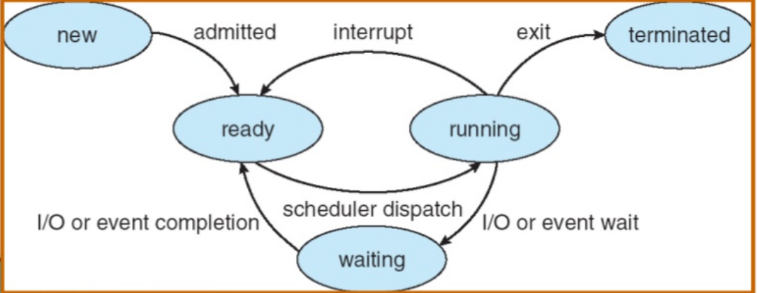 new
admitted
interrupt
exit
terminated
ready
running
I/O or event completion
scheduler dispatch
I/O or event wait
waiting